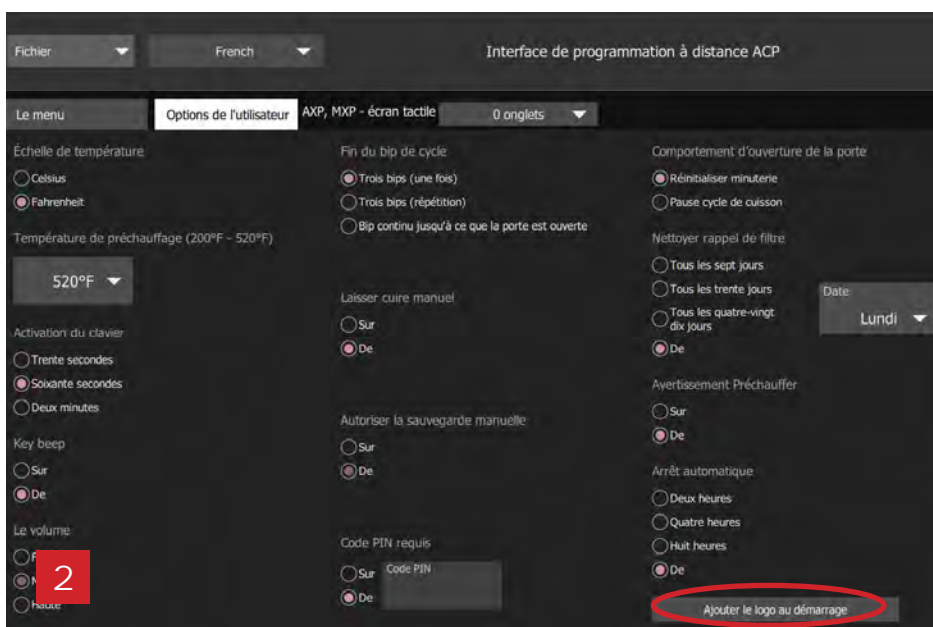 Fichier
French
Interface de programmation à distance ACP
Le menu
Options de l'utilisateur
AXP, MXP - écran tactile
0 onglets
Échelle de température
Celsius
Fahrenheit
Température de préchauffage (200°F - 520°F)
520°F
Activation du clavier
Trente secondes
Soixante secondes
Deux minutes
Key beep
Sur
De
Le volume
Haute
2
Fin du bip de cycle
Trois bips (une fois)
Trois bips (répétition)
Bip continu jusqu'à ce que la porte est ouverte
Laisser cuire manuel
Sur
De
Autoriser la sauvegarde manuelle
Sur
De
Code PIN requis
Sur
De
Code PIN
Comportement d'ouverture de la porte
Réinitialiser minuterie
Pause cycle de cuisson
Nettoyer rappel de filtre
Tous les sept jours
Tous les trente jours
Tous les quatre-vingt
dix jours
De
Date
Lundi
Avertissement Préchauffer
Sur
De
Arrêt automatique
Deux heures
Quatre heures
Huit heures
De
Ajouter le logo au démarrage